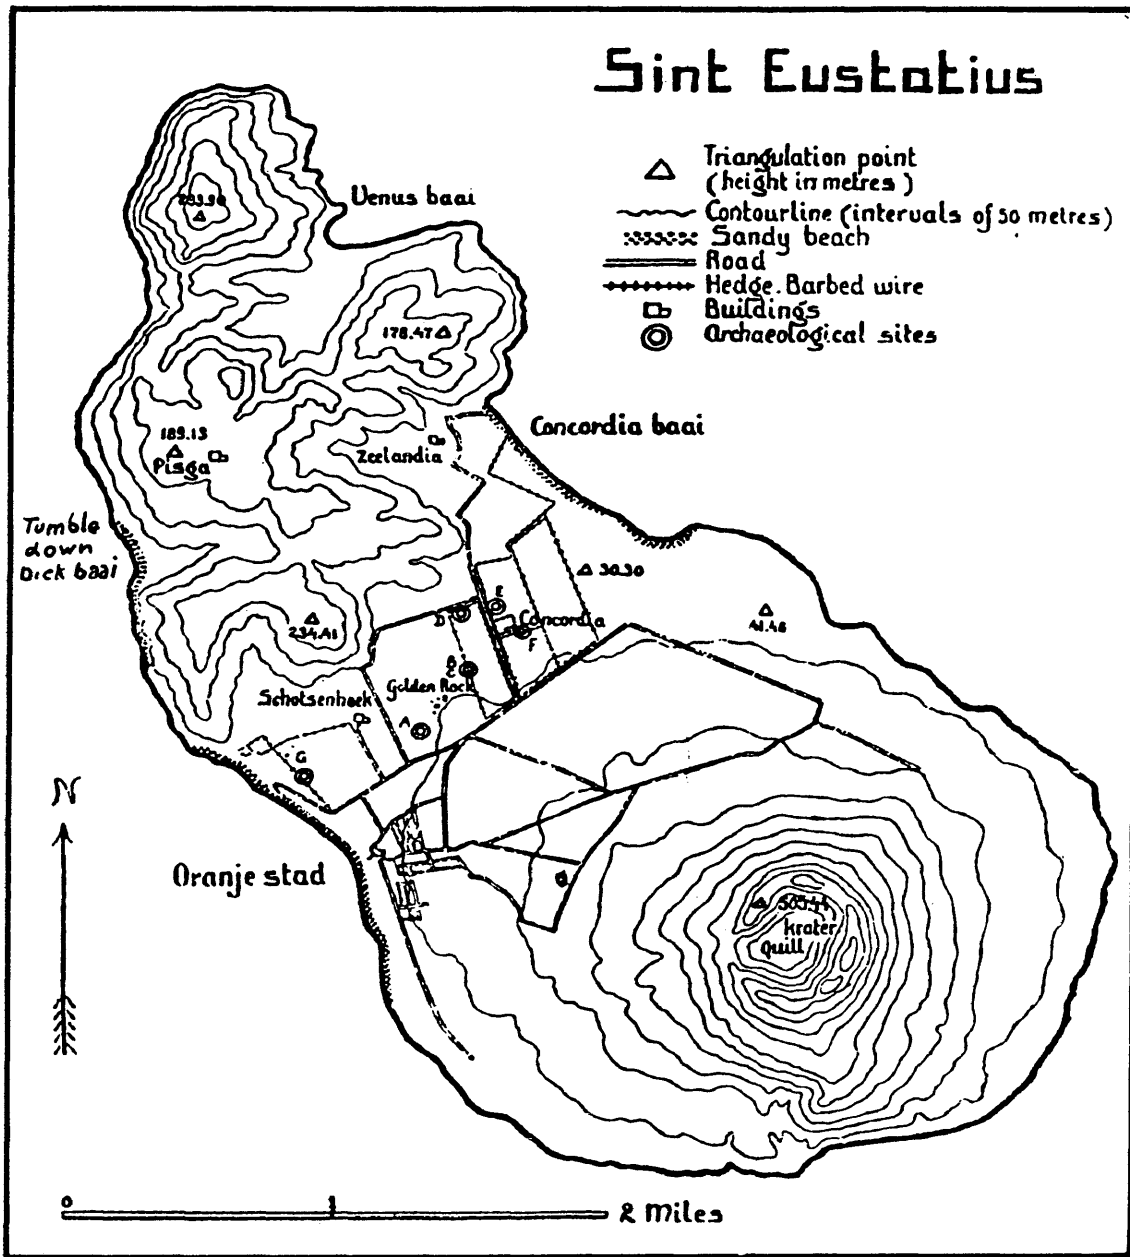 Sint Eustatius
Triangulation point
(height in metres)
Contourline (intervals of 50 metres)
Sandy beach
Road
Hedge. Barbed wire
Buildings
Archaeological sites
Venus baai
178.47
Concordia baai
189.13
Pisga
Zeelandia
Tumble
down
Dick baai
30.30
E
D
Concordia
F
41.48
234.41
B
C
Golden Rock
Schotsenhoek
A
G
N
Oranje stad
krater
Quill
0
1
2 Miles